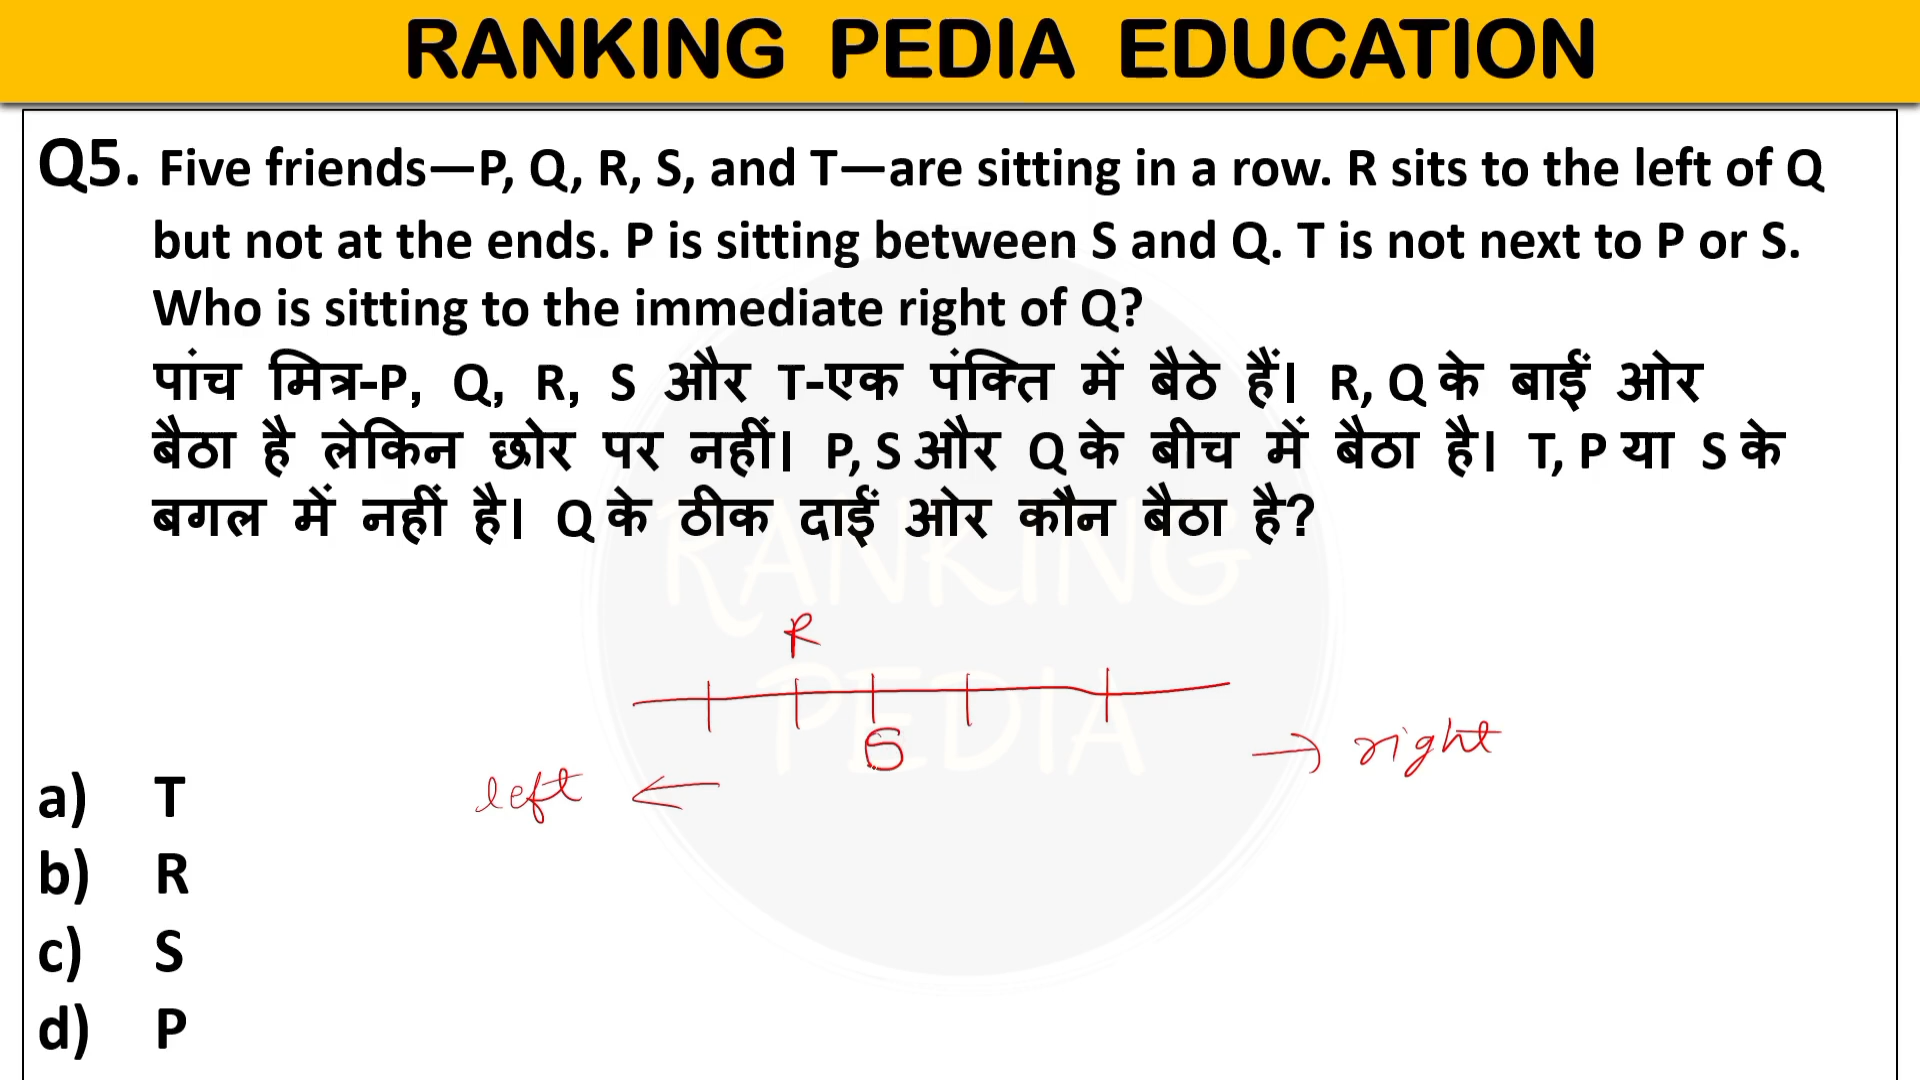 RANKING PEDIA EDUCATION
Q5. Five friends—P, Q, R, S, and T—are sitting in a row. R sits to the left of Q
but not at the ends. P is sitting between S and Q. T is not next to P or S.
Who is sitting to the immediate right of Q?
पांच मित्र-P, Q, R, S और T-एक पंक्ति में बैठे हैं। R, Q के बाईं ओर
बैठा है लेकिन छोर पर नहीं। P, S और Q के बीच में बैठा है। T, P या S के
बगल में नहीं है। Q के ठीक दाईं ओर कौन बैठा है?
RANKING
PEDIA
R
left ← → right
a) T
b) R
c) S
d) P